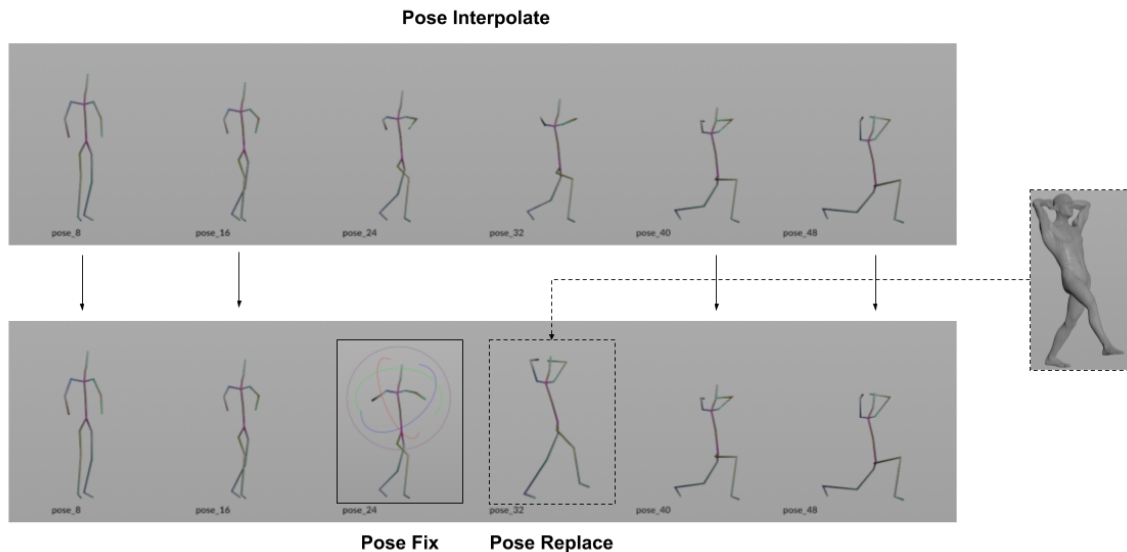 Pose Interpolate
pose_8 pose_16 pose_24 pose_32 pose_40 pose_48
pose_8 pose_16 pose_24 pose_32 pose_40 pose_48
Pose Fix Pose Replace